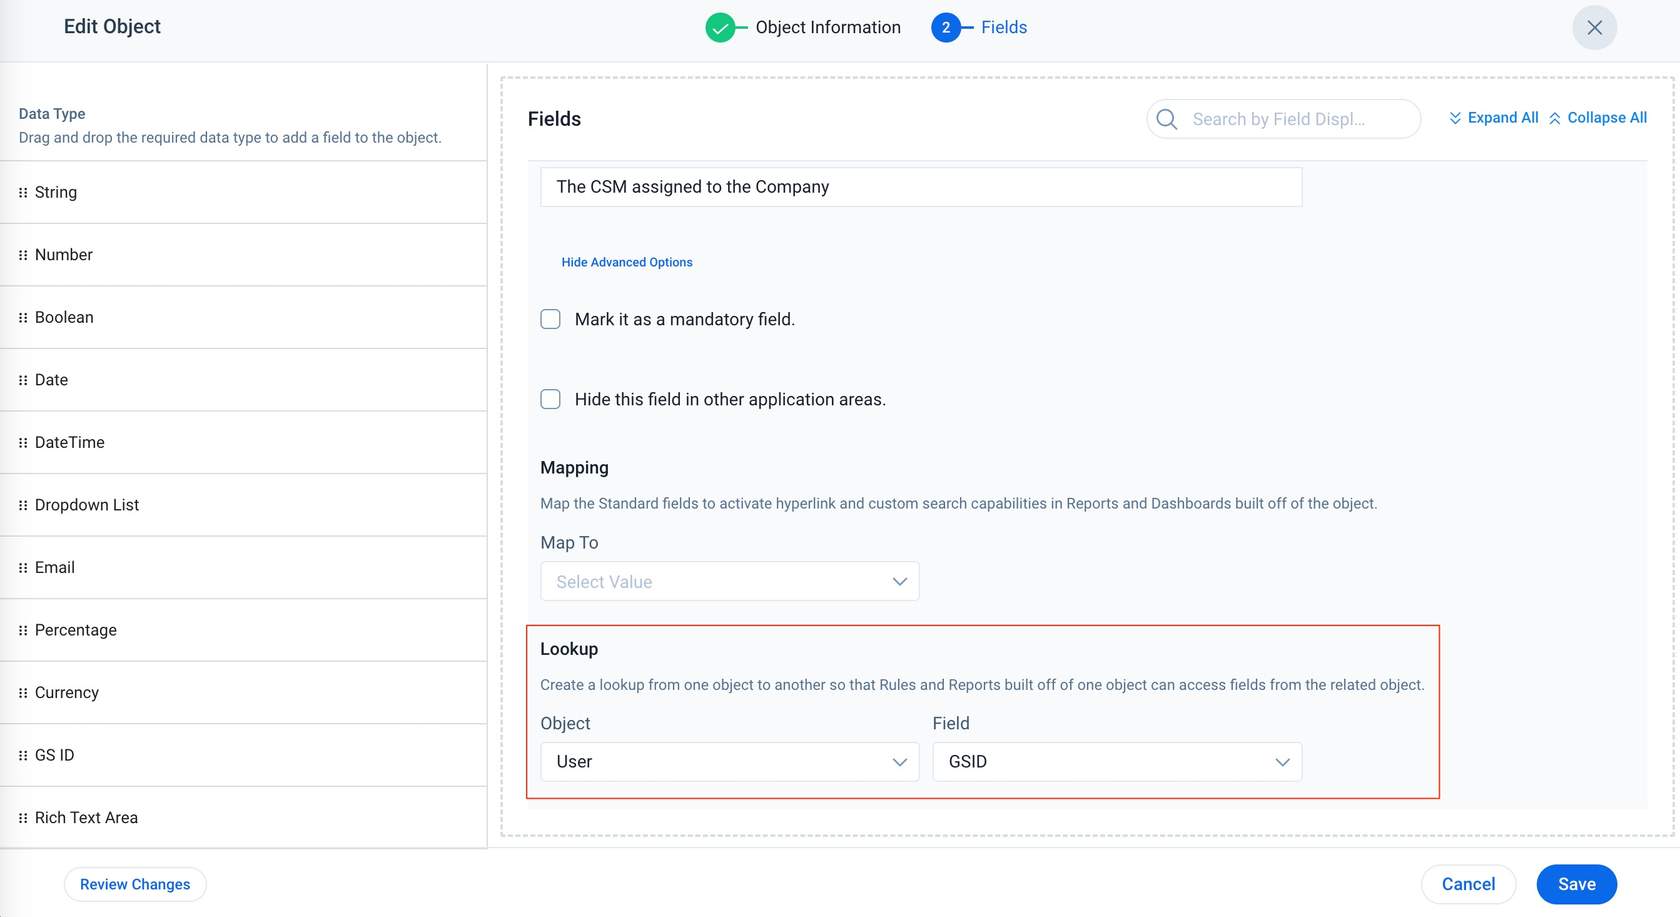 Edit Object
Object Information
2
Fields
Data Type
Drag and drop the required data type to add a field to the object.
String
Number
Boolean
Date
DateTime
Dropdown List
Email
Percentage
Currency
GS ID
Rich Text Area
Fields
Search by Field Displ...
Expand All
Collapse All
The CSM assigned to the Company
Hide Advanced Options
Mark it as a mandatory field.
Hide this field in other application areas.
Mapping
Map the Standard fields to activate hyperlink and custom search capabilities in Reports and Dashboards built off of the object.
Map To
Select Value
Lookup
Create a lookup from one object to another so that Rules and Reports built off of one object can access fields from the related object.
Object
Field
User
GSID
Review Changes
Cancel
Save